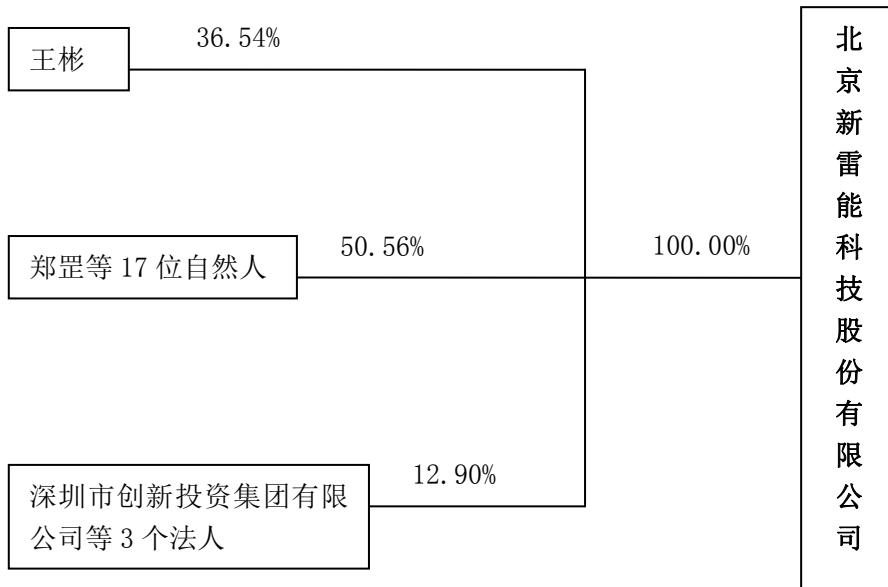 王彬
36.54%
郑罡等 17 位自然人
50.56%
100.00%
深圳市创新投资集团有限
公司等 3 个法人
12.90%
北京新雷能科技股份有限公司